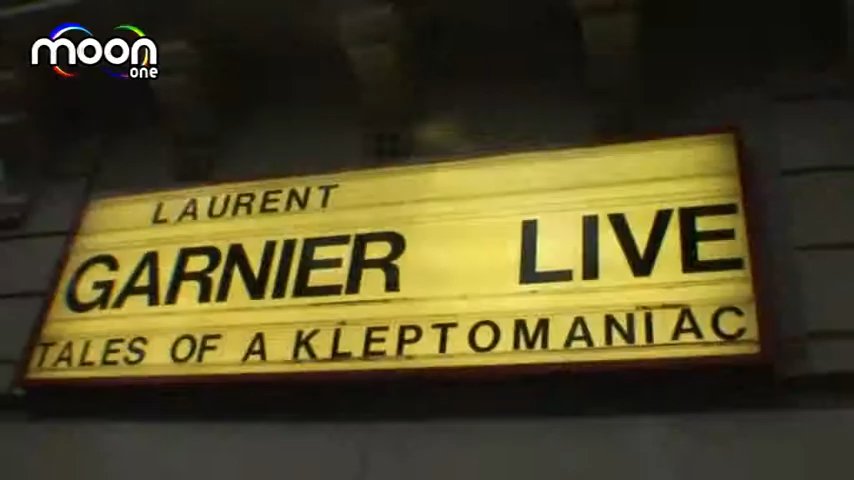 moon
one
LAURENT
GARNIER LIVE
TALES OF A KLEPTOMANIAC